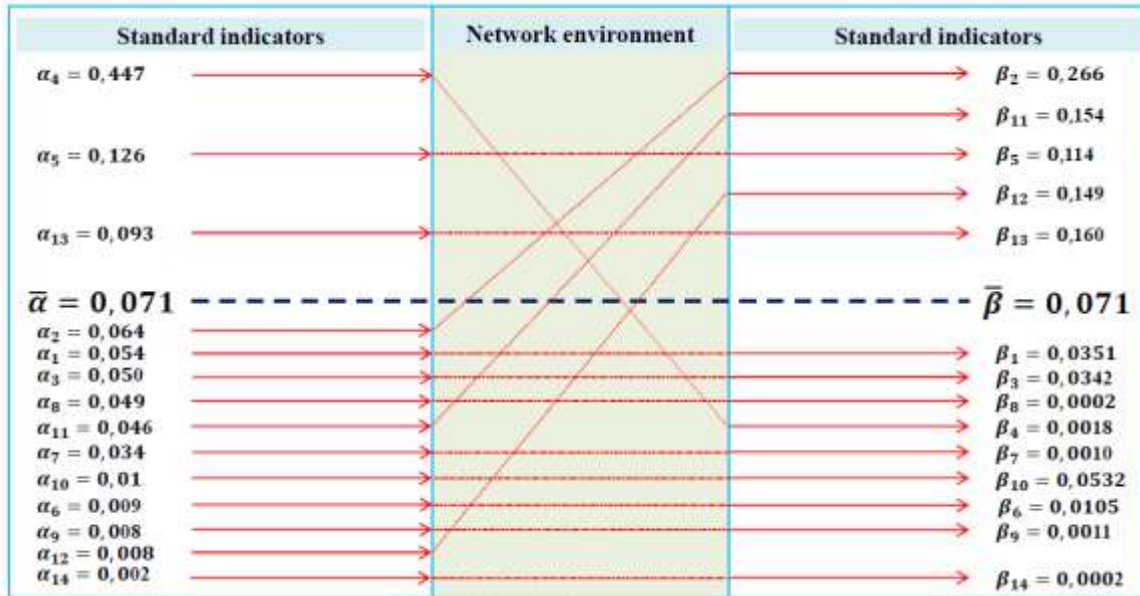 Standard indicators Network environment Standard indicators
α₄ = 0,447 β₂ = 0,266
β₁₁ = 0,154
α₅ = 0,126 β₅ = 0,114
β₁₂ = 0,149
α₁₃ = 0,093 β₁₃ = 0,160
ᾱ = 0,071 β̄ = 0,071
α₂ = 0,064
α₁ = 0,054 β₁ = 0,0351
α₃ = 0,050 β₃ = 0,0342
α₈ = 0,049 β₈ = 0,0002
α₁₁ = 0,046 β₄ = 0,0018
α₇ = 0,034 β₇ = 0,0010
α₁₀ = 0,01 β₁₀ = 0,0532
α₆ = 0,009 β₆ = 0,0105
α₉ = 0,008 β₉ = 0,0011
α₁₂ = 0,008
α₁₄ = 0,002 β₁₄ = 0,0002